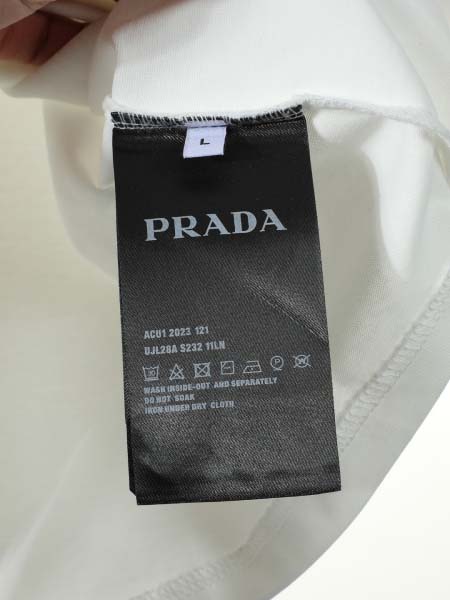 L
PRADA
ACU1 2023 121
UJL28A S232 11LN
WASH INSIDE-OUT AND SEPARATELY
DO NOT SOAK
IRON UNDER DRY CLOTH